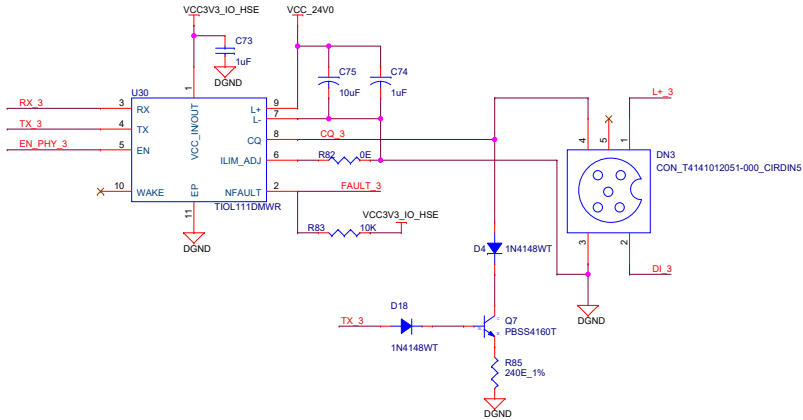 VCC3V3_IO_HSE
VCC_24V0
C73
1uF
DGND
C75
10uF
C74
1uF
U30
1
RX_3
3
RX
L+
9
L-
7
TX_3
4
TX
VCC_IN/OUT
CQ
8
CQ_3
EN_PHY_3
5
EN
ILIM_ADJ
6
R82
0E
10
WAKE
EP
NFAULT
2
FAULT_3
TIOL111DMWR
11
DGND
R83
10K
VCC3V3_IO_HSE
L+_3
4
5
1
DN3
CON_T4141012051-000_CIRDIN5
3
2
DI_3
DGND
D4
1N4148WT
D18
TX_3
1N4148WT
Q7
PBSS4160T
R85
240E_1%
DGND